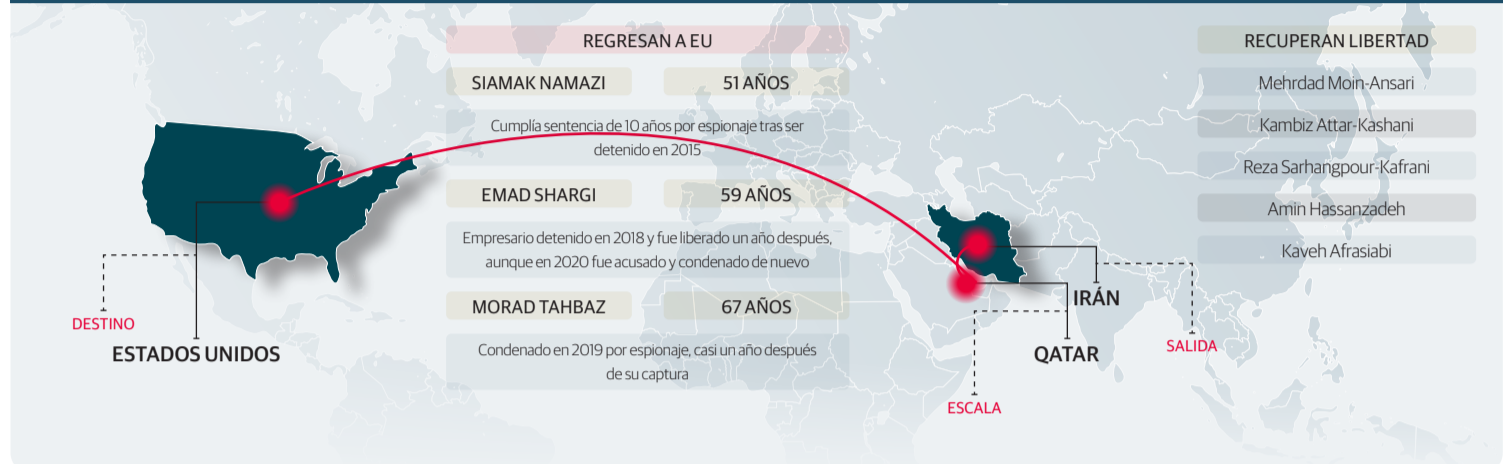 REGRESAN A EU
SIAMAK NAMAZI
51 AÑOS
Cumplía sentencia de 10 años por espionaje tras ser
detenido en 2015
EMAD SHARGI
59 AÑOS
Empresario detenido en 2018 y fue liberado un año después,
aunque en 2020 fue acusado y condenado de nuevo
MORAD TAHBAZ
67 AÑOS
Condenado en 2019 por espionaje, casi un año después
de su captura
RECUPERAN LIBERTAD
Mehrdad Moin-Ansari
Kambiz Attar-Kashani
Reza Sarhangpour-Kafrani
Amin Hassanzadeh
Kaveh Afrasiabi
DESTINO
ESTADOS UNIDOS
IRÁN
QATAR
SALIDA
ESCALA